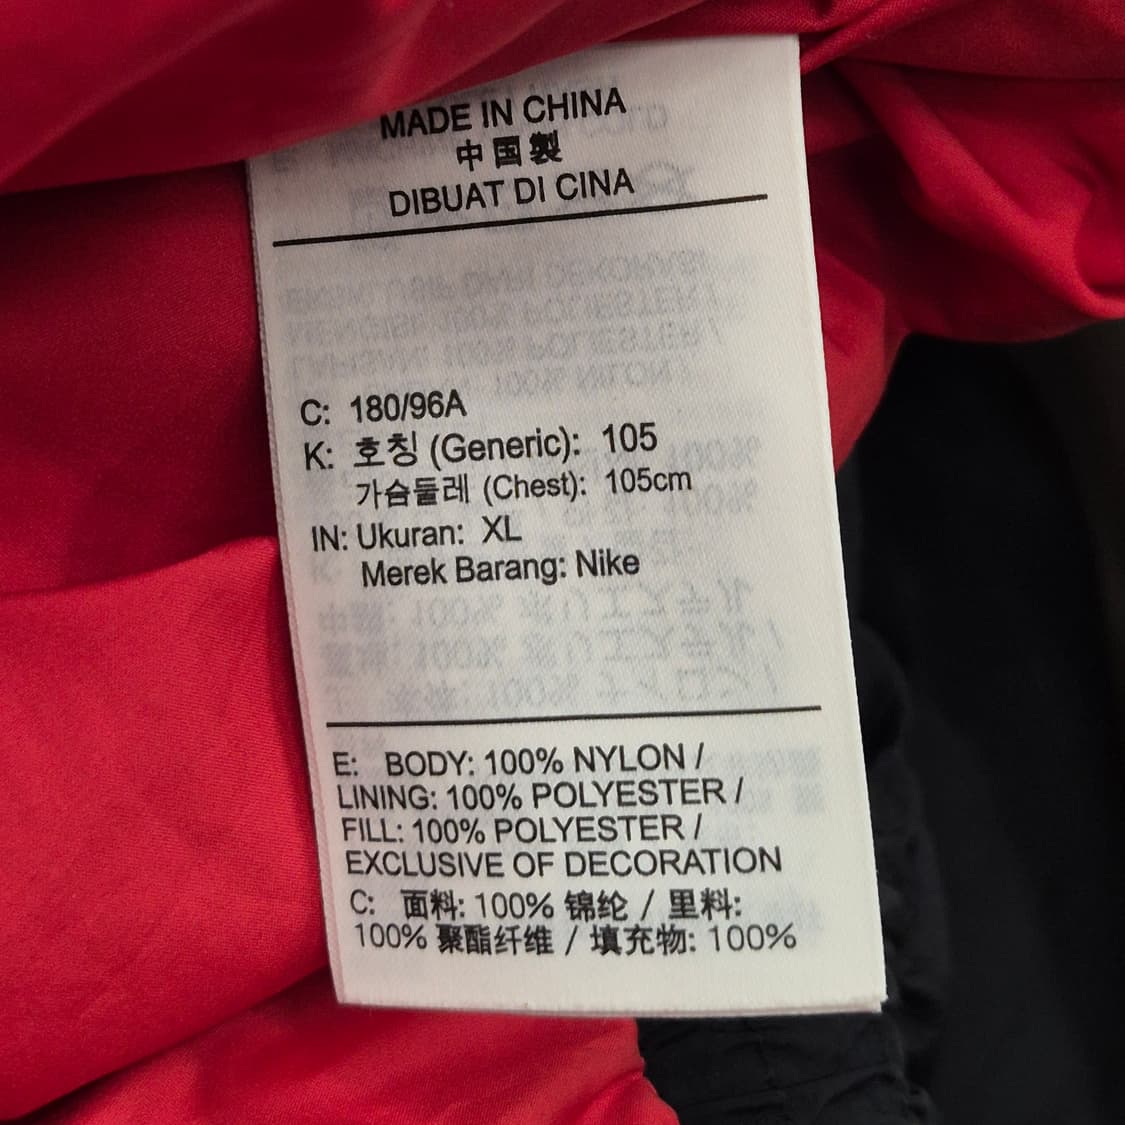 MADE IN CHINA
中国製
DIBUAT DI CINA
C: 180/96A
K: 호칭 (Generic): 105
가슴둘레 (Chest): 105cm
IN: Ukuran: XL
Merek Barang: Nike
E: BODY: 100% NYLON /
LINING: 100% POLYESTER /
FILL: 100% POLYESTER /
EXCLUSIVE OF DECORATION
C: 面料: 100% 锦纶 / 里料:
100% 聚酯纤维 / 填充物: 100%